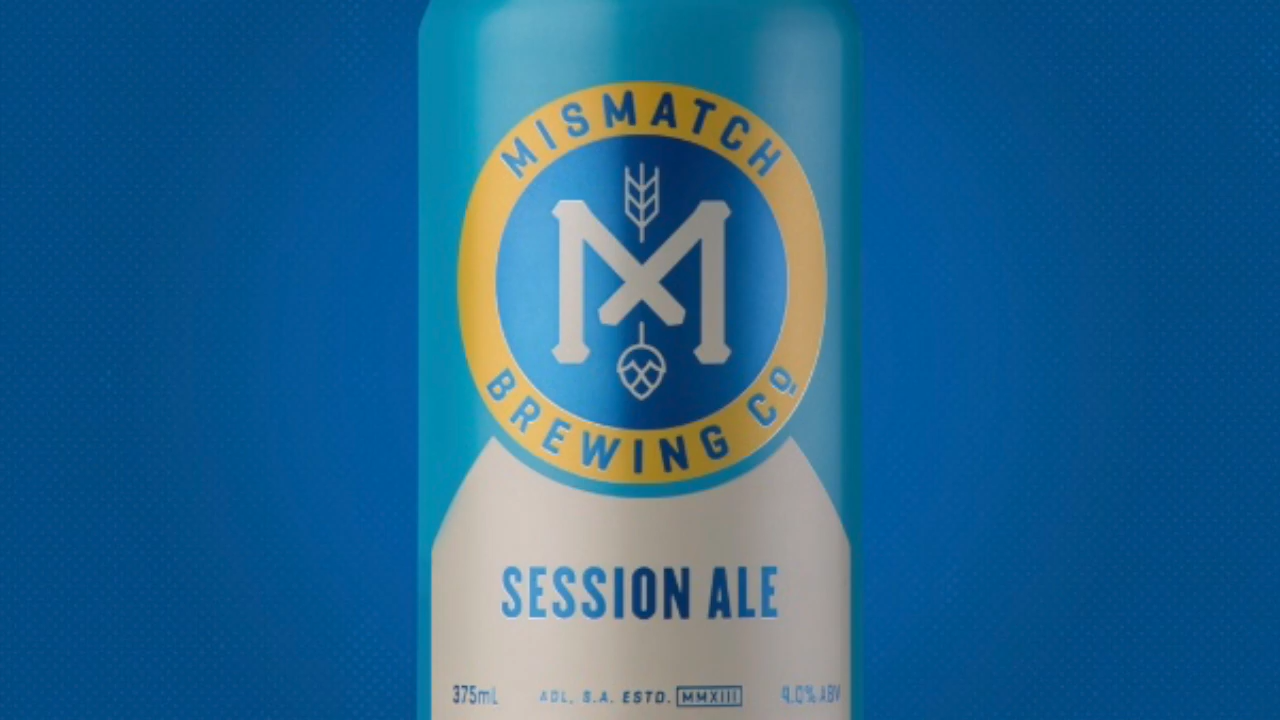 MISMATCH
M
BREWING CO
SESSION ALE
375mL
ADL, S.A. ESTD. MMXIII
4.0% ABV